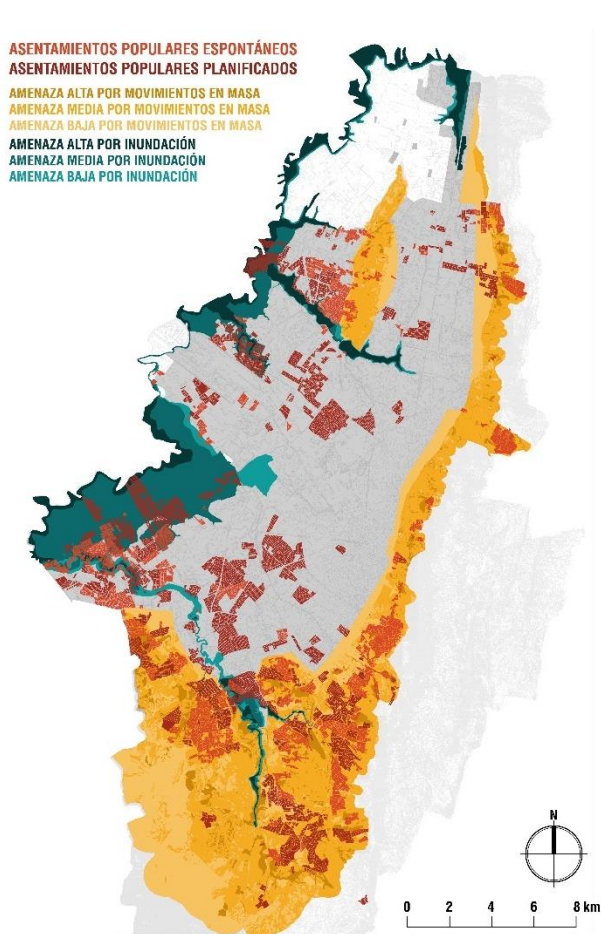 ASENTAMIENTOS POPULARES ESPONTÁNEOS
ASENTAMIENTOS POPULARES PLANIFICADOS
AMENAZA ALTA POR MOVIMIENTOS EN MASA
AMENAZA MEDIA POR MOVIMIENTOS EN MASA
AMENAZA BAJA POR MOVIMIENTOS EN MASA
AMENAZA ALTA POR INUNDACIÓN
AMENAZA MEDIA POR INUNDACIÓN
AMENAZA BAJA POR INUNDACIÓN
N
0 2 4 6 8 km